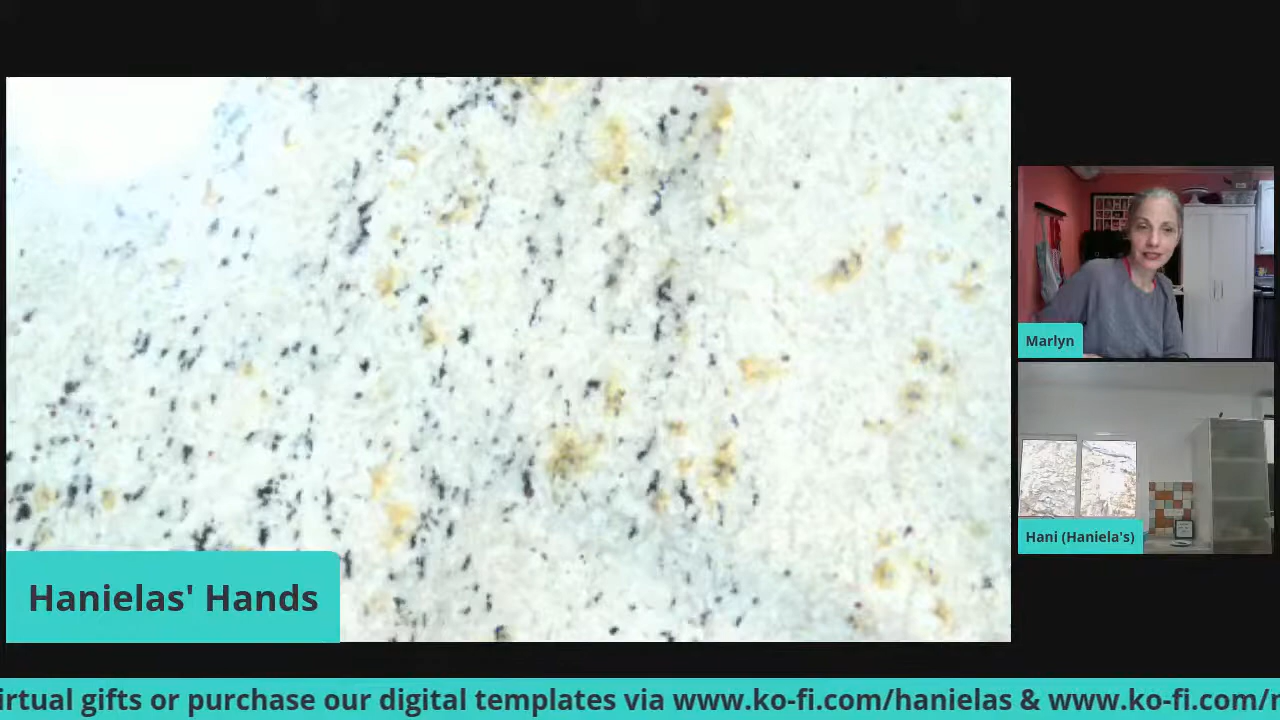 Marlyn
Hani (Haniela's)
Hanielas' Hands
irtual gifts or purchase our digital templates via www.ko-fi.com/hanielas & www.ko-fi.com/